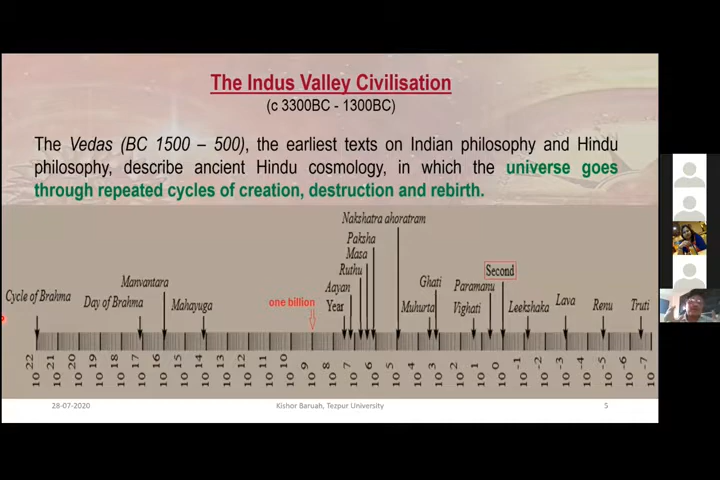 The Indus Valley Civilisation
(c 3300BC - 1300BC)
The Vedas (BC 1500 – 500), the earliest texts on Indian philosophy and Hindu
philosophy, describe ancient Hindu cosmology, in which the universe goes
through repeated cycles of creation, destruction and rebirth.
Nakshatra ahoratram
Paksha
Masa
Ruthu
Second
Manvantara
Aayan
Ghati
Paramanu
Cycle of Brahma
Day of Brahma
Mahayuga
one billion
Year
Muhurta
Vighati
Leekshaka
Lava
Renu
Truti
10 22
10 21
10 20
10 19
10 18
10 17
10 16
10 15
10 14
10 13
10 12
10 11
10 10
10 9
10 8
10 7
10 6
10 5
10 4
10 3
10 2
10 1
10 0
10 -1
10 -2
10 -3
10 -4
10 -5
10 -6
10 -7
28-07-2020
Kishor Baruah, Tezpur University
5